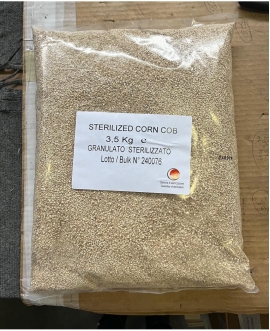 STERILIZED CORN COB
3.5 Kg e
GRANULATO STERILIZZATO
Lotto / Bulk N° 240076